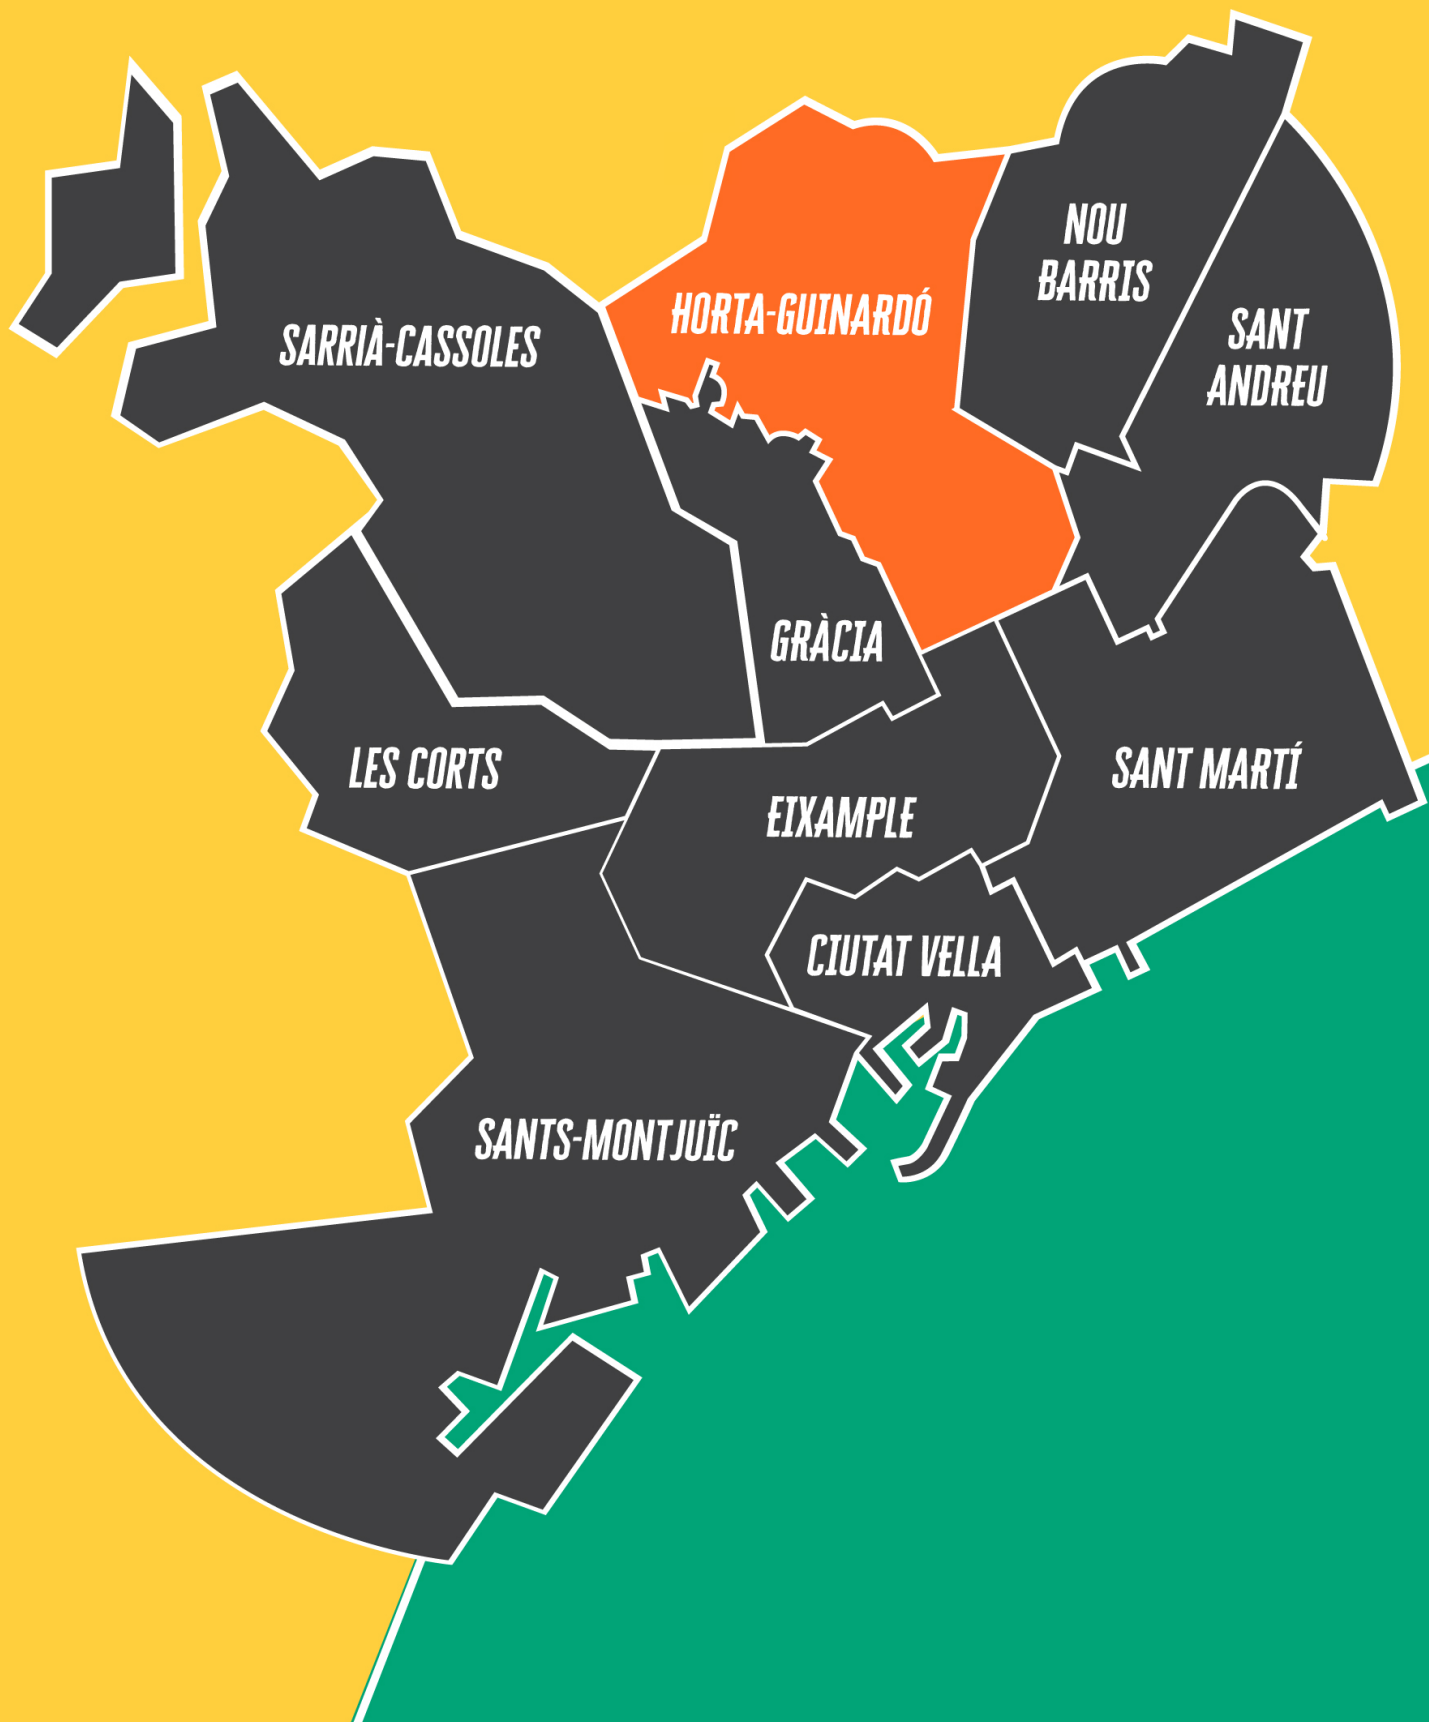 NOU
BARRIS
HORTA-GUINARDÓ
SANT
ANDREU
SARRIÀ-CASSOLES
GRÀCIA
LES CORTS
SANT MARTÍ
EIXAMPLE
CIUTAT VELLA
SANTS-MONTJUÏC